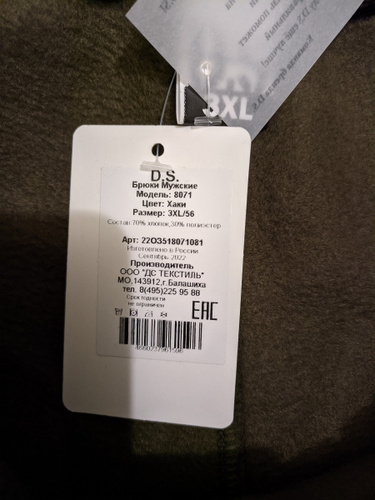 3XL
D.S.
Брюки Мужские
Модель: 8071
Цвет: Хаки
Размер: 3XL/56
Состав:70% хлопок,30% полиэстер
Арт: 22О3518071081
Изготовлено в России
Сентябрь 2022
Производитель
ООО "ДС ТЕКСТИЛЬ"
МО,143912,г.Балашиха
тел. 8(495)225 95 88
Срок годности
не ограничен
EAC